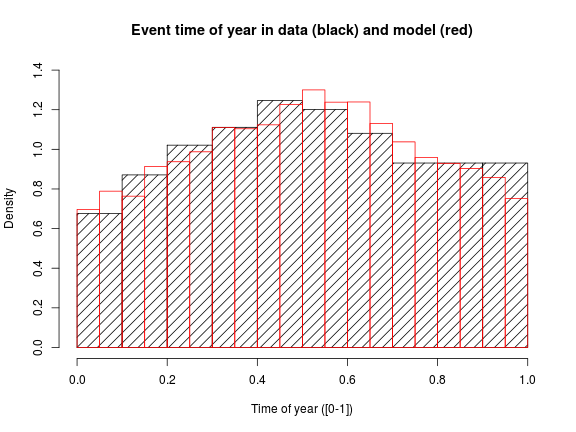 Event time of year in data (black) and model (red)
Density
1.4
1.2
1.0
0.8
0.6
0.4
0.2
0.0
0.0 0.2 0.4 0.6 0.8 1.0
Time of year ([0-1])